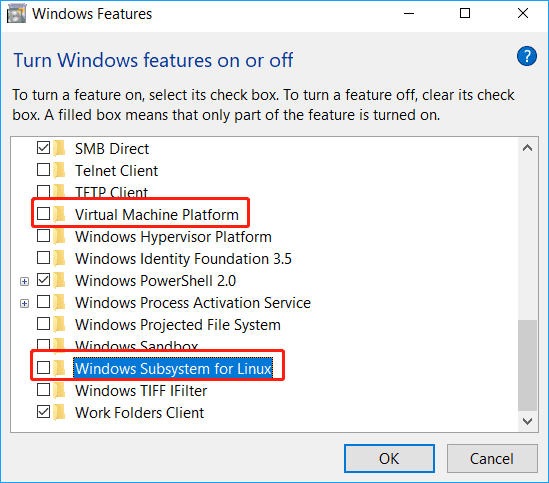 Windows Features
Turn Windows features on or off
?
To turn a feature on, select its check box. To turn a feature off, clear its check
box. A filled box means that only part of the feature is turned on.
SMB Direct
Telnet Client
TFTP Client
Virtual Machine Platform
Windows Hypervisor Platform
Windows Identity Foundation 3.5
Windows PowerShell 2.0
Windows Process Activation Service
Windows Projected File System
Windows Sandbox
Windows Subsystem for Linux
Windows TIFF IFilter
Work Folders Client
OK
Cancel